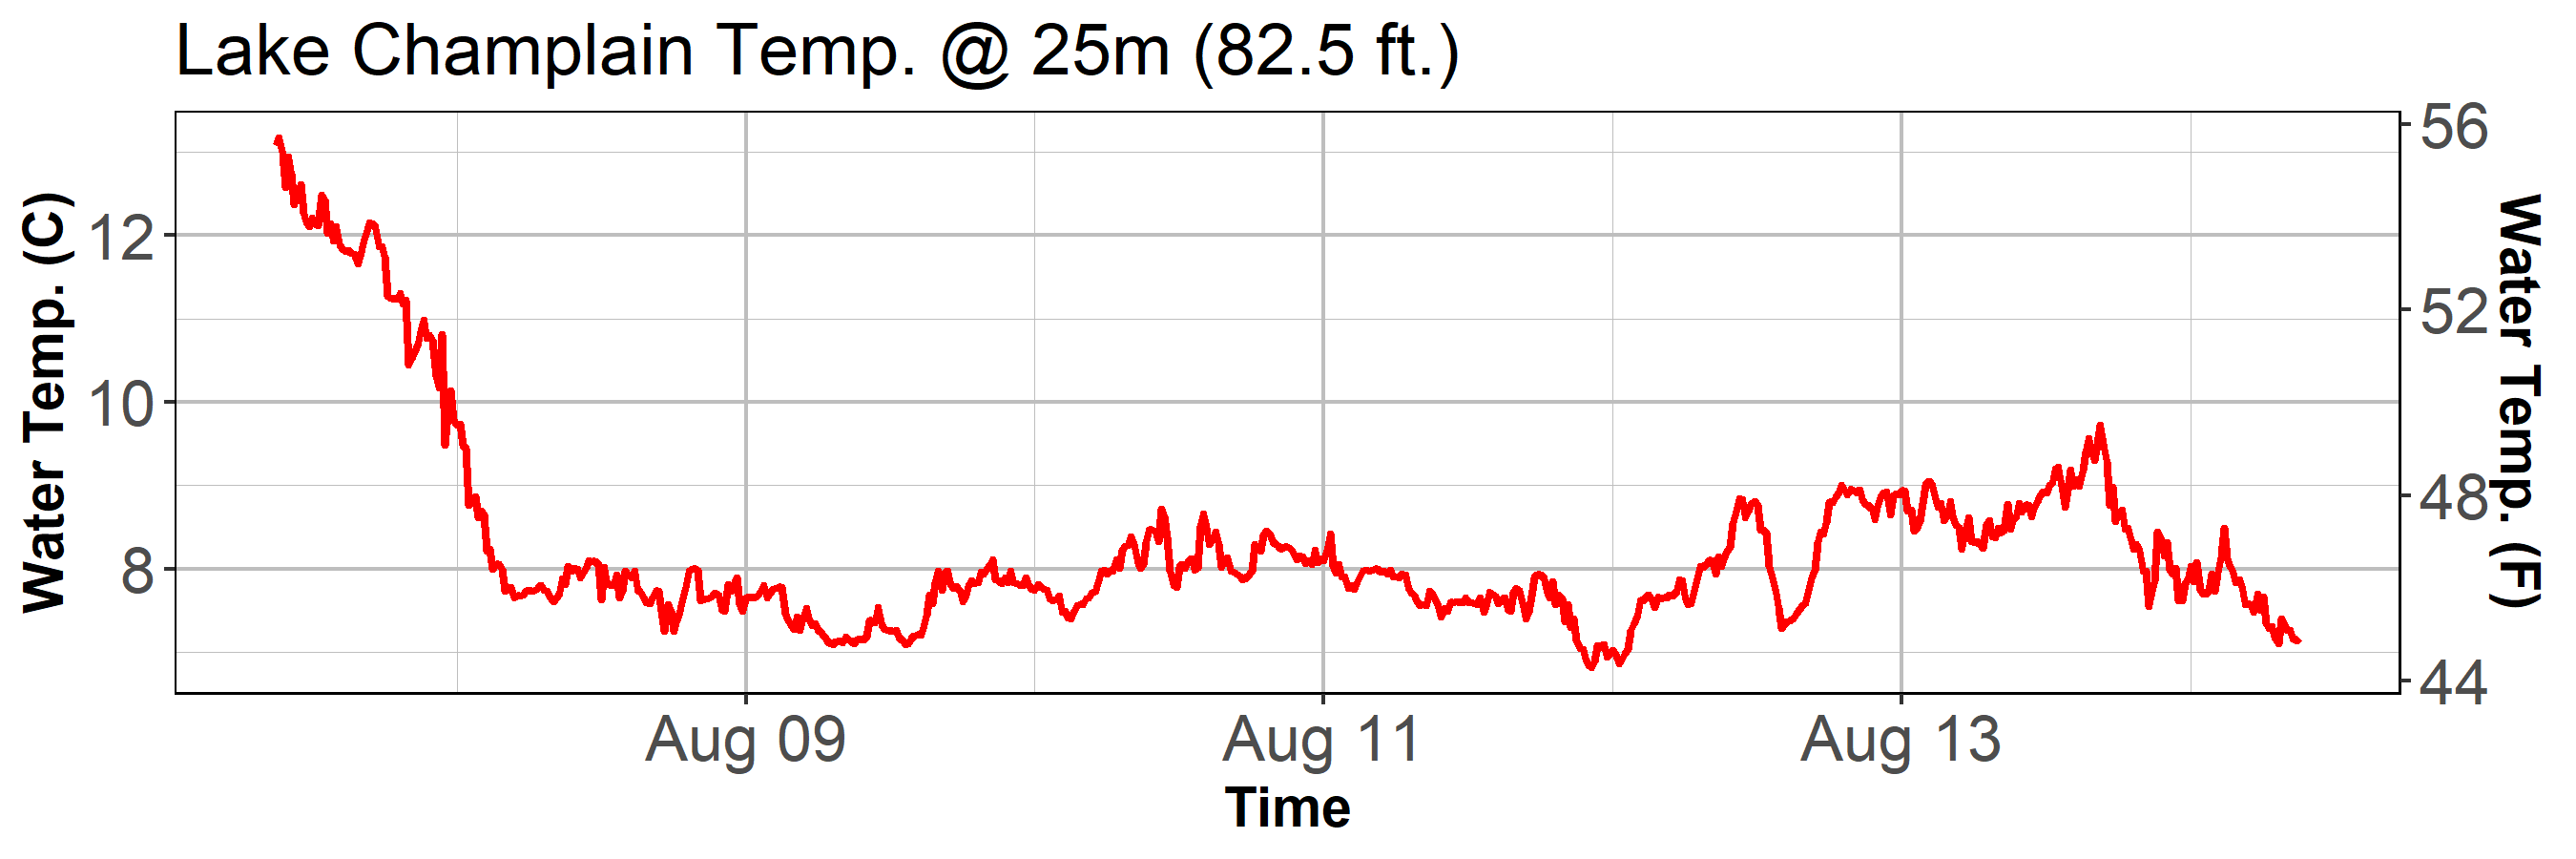 Lake Champlain Temp. @ 25m (82.5 ft.)
Water Temp. (C)
12
10
8
56
52
48
44
Water Temp. (F)
Aug 09
Aug 11
Aug 13
Time